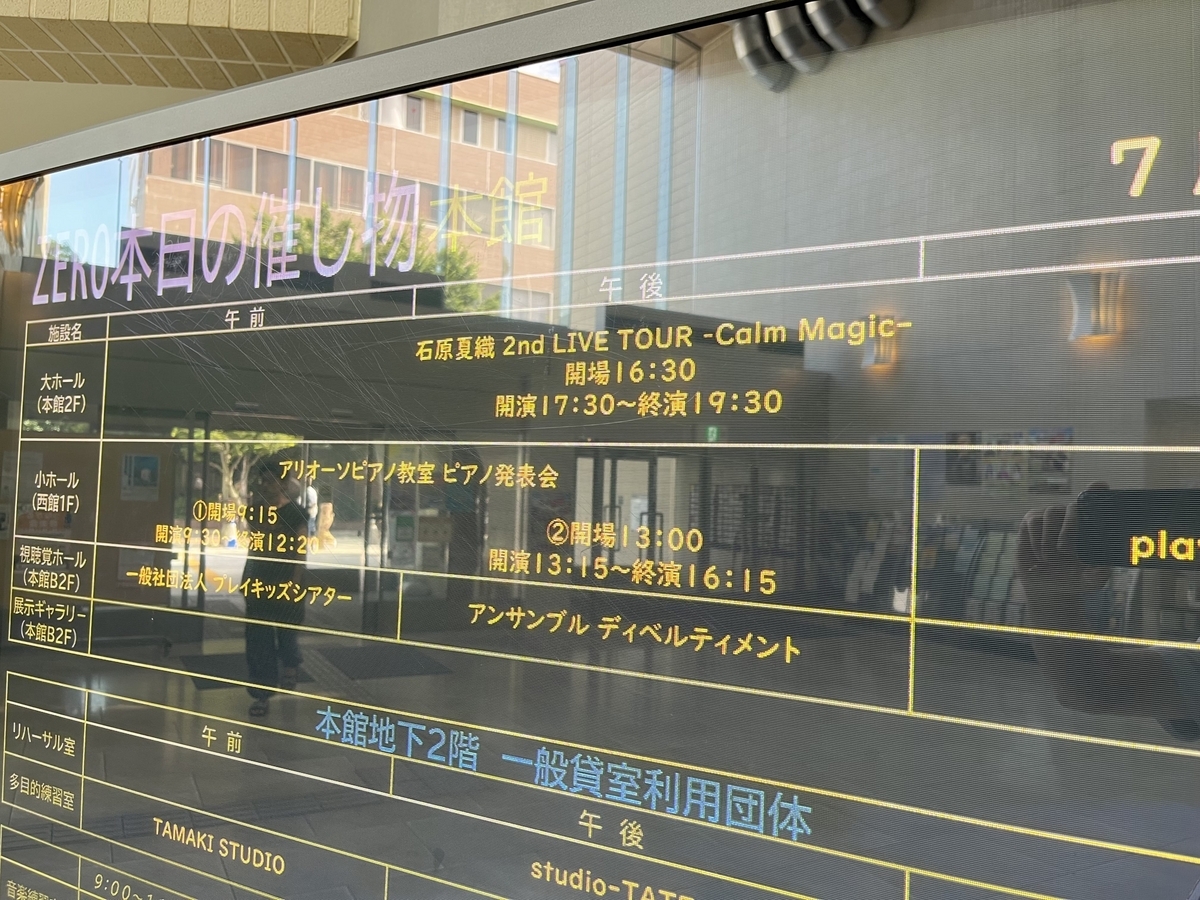 ZERO本日の催し物 本館
7
午前
午後
施設名
大ホール
(本館2F)
石原夏織 2nd LIVE TOUR -Calm Magic-
開場16:30
開演17:30~終演19:30
小ホール
(西館1F)
アリオーソピアノ教室 ピアノ発表会
①開場9:15
開演9:30~終演12:20
②開場13:00
開演13:15~終演16:15
視聴覚ホール
(本館B2F)
一般社団法人 プレイキッズシアター
アンサンブル ディベルティメント
展示ギャラリー
(本館B2F)
本館地下2階 一般貸室利用団体
午前
午後
リハーサル室
多目的練習室
TAMAKI STUDIO